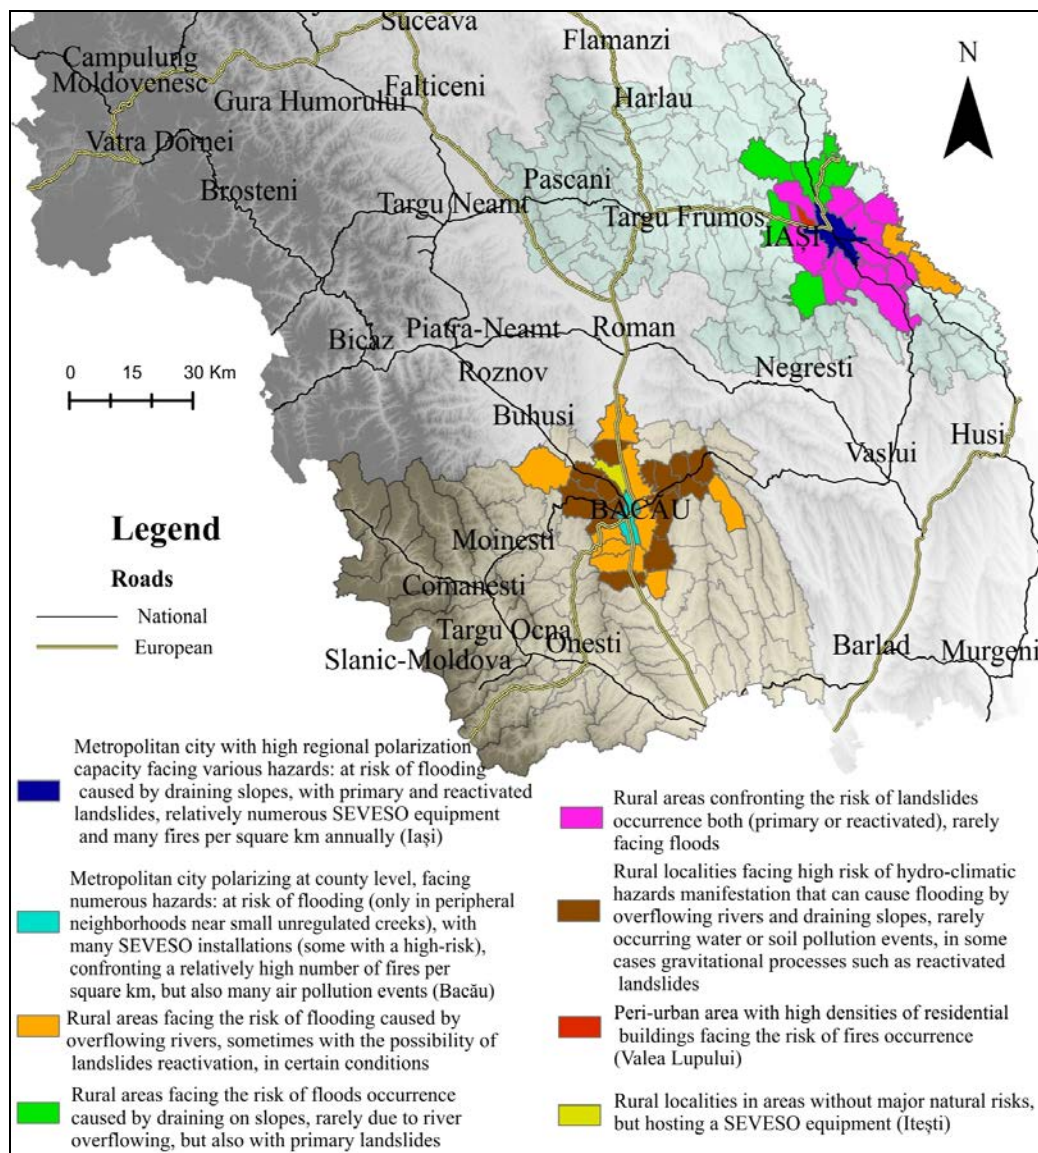 Suceava
Flamanzi
N
Campulung
Moldovenesc
Falticeni
Gura Humorului
Harlau
Vatra Dornei
Brosteni
Pascani
Targu Neamt
Targu Frumos
IAȘI
Bicaz
Piatra-Neamt
Roman
Roznov
Negresti
0 15 30 Km
Buhusi
Vaslui
Husi
BACĂU
Legend
Moinesti
Roads
Comanesti
National
Targu Ocna
Onesti
European
Slanic-Moldova
Barlad
Murgeni
Metropolitan city with high regional polarization
capacity facing various hazards: at risk of flooding
caused by draining slopes, with primary and reactivated
landslides, relatively numerous SEVESO equipment
and many fires per square km annually (Iași)
Metropolitan city polarizing at county level, facing
numerous hazards: at risk of flooding (only in peripheral
neighborhoods near small unregulated creeks), with
many SEVESO installations (some with a high-risk),
confronting a relatively high number of fires per
square km, but also many air pollution events (Bacău)
Rural areas facing the risk of flooding caused by
overflowing rivers, sometimes with the possibility of
landslides reactivation, in certain conditions
Rural areas facing the risk of floods occurrence
caused by draining on slopes, rarely due to river
overflowing, but also with primary landslides
Rural areas confronting the risk of landslides
occurrence both (primary or reactivated), rarely
facing floods
Rural localities facing high risk of hydro-climatic
hazards manifestation that can cause flooding by
overflowing rivers and draining slopes, rarely
occurring water or soil pollution events, in some
cases gravitational processes such as reactivated
landslides
Peri-urban area with high densities of residential
buildings facing the risk of fires occurrence
(Valea Lupului)
Rural localities in areas without major natural risks,
but hosting a SEVESO equipment (Itești)